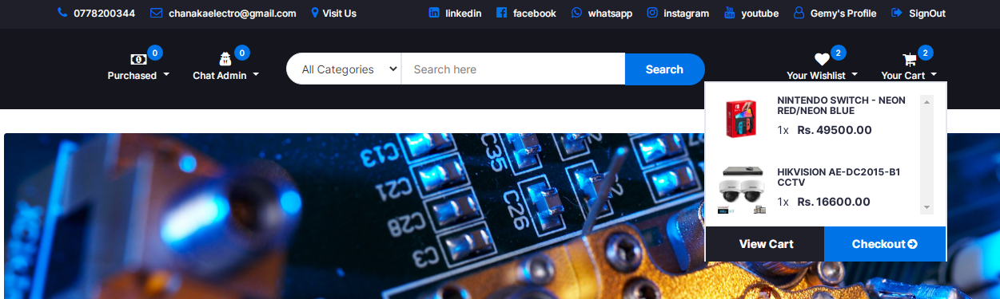 0778200344 chanakaelectro@gmail.com Visit Us linkedin facebook whatsapp instagram youtube Gemy's Profile SignOut
0 0 2 2
All Categories Search here Search
Purchased Chat Admin Your Wishlist Your Cart
NINTENDO SWITCH - NEON
RED/NEON BLUE
1x Rs. 49500.00
HIKVISION AE-DC2015-B1
CCTV
1x Rs. 16600.00
View Cart Checkout
C13
C21
C28
C3
C35
C26